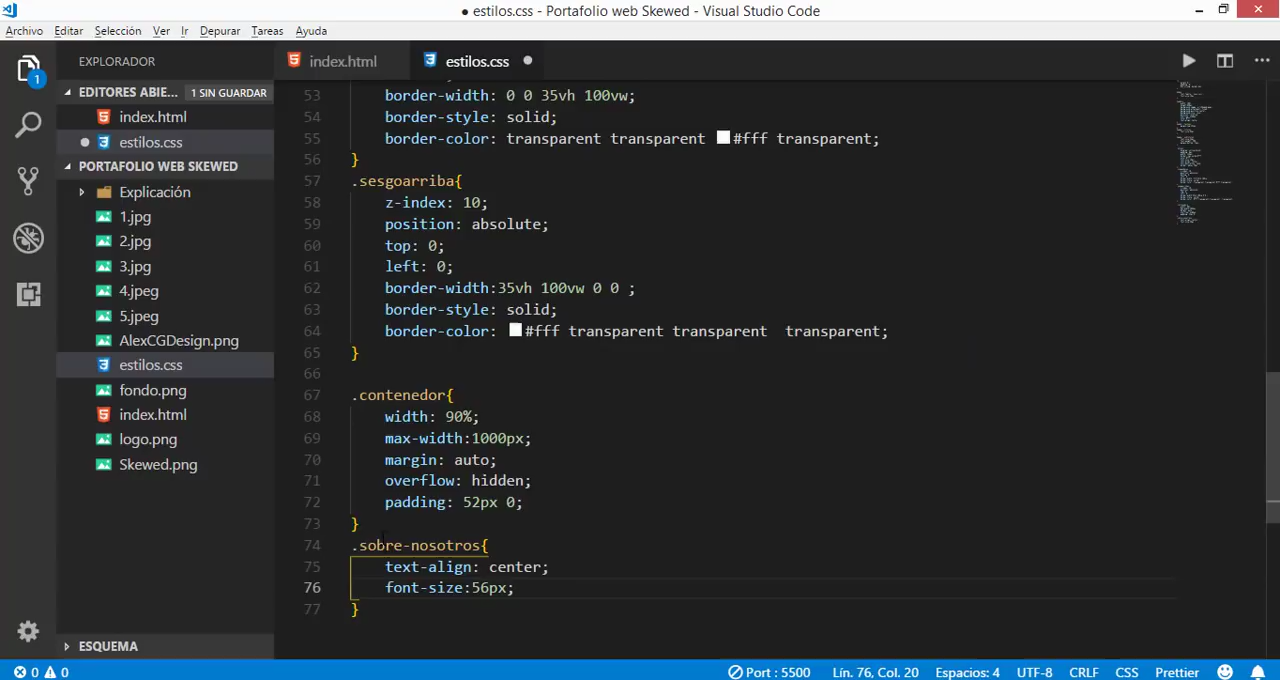 ● estilos.css - Portafolio web Skewed - Visual Studio Code
Archivo Editar Selección Ver Ir Depurar Tareas Ayuda
EXPLORADOR
EDITORES ABIE... 1 SIN GUARDAR
index.html
● estilos.css
PORTAFOLIO WEB SKEWED
Explicación
1.jpg
2.jpg
3.jpg
4.jpeg
5.jpeg
AlexCGDesign.png
estilos.css
fondo.png
index.html
logo.png
Skewed.png
ESQUEMA
1
index.html estilos.css ●
53 border-width: 0 0 35vh 100vw;
54 border-style: solid;
55 border-color: transparent transparent #fff transparent;
56 }
57 .sesgoarriba{
58 z-index: 10;
59 position: absolute;
60 top: 0;
61 left: 0;
62 border-width:35vh 100vw 0 0 ;
63 border-style: solid;
64 border-color: #fff transparent transparent  transparent;
65 }
66
67 .contenedor{
68 width: 90%;
69 max-width:1000px;
70 margin: auto;
71 overflow: hidden;
72 padding: 52px 0;
73 }
74 .sobre-nosotros{
75 text-align: center;
76 font-size:56px;
77 }
0 0 Port : 5500 Lín. 76, Col. 20 Espacios: 4 UTF-8 CRLF CSS Prettier